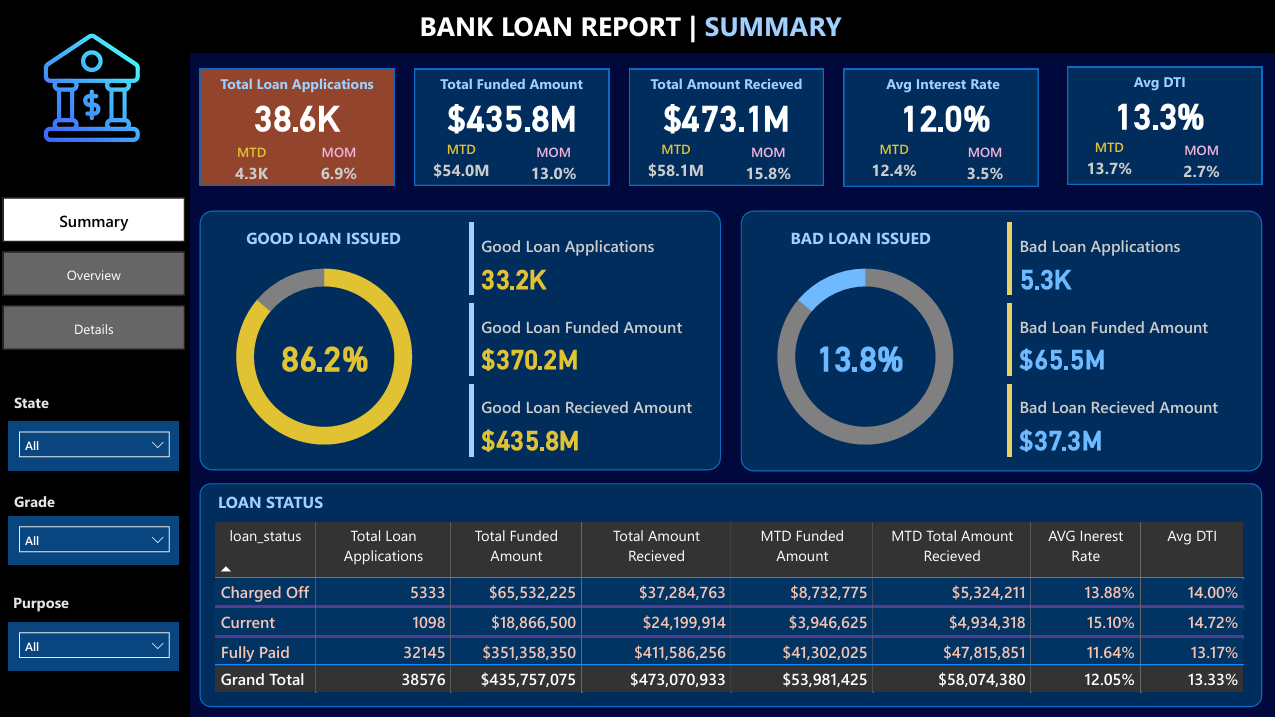 BANK LOAN REPORT | SUMMARY
$
Summary
Overview
Details
State
All
Grade
All
Purpose
All
Total Loan Applications
38.6K
MTD MOM
4.3K 6.9%
Total Funded Amount
$435.8M
MTD MOM
$54.0M 13.0%
Total Amount Recieved
$473.1M
MTD MOM
$58.1M 15.8%
Avg Interest Rate
12.0%
MTD MOM
12.4% 3.5%
Avg DTI
13.3%
MTD MOM
13.7% 2.7%
GOOD LOAN ISSUED
86.2%
Good Loan Applications
33.2K
Good Loan Funded Amount
$370.2M
Good Loan Recieved Amount
$435.8M
BAD LOAN ISSUED
13.8%
Bad Loan Applications
5.3K
Bad Loan Funded Amount
$65.5M
Bad Loan Recieved Amount
$37.3M
LOAN STATUS
loan_status Total Loan Total Funded Total Amount MTD Funded MTD Total Amount AVG Inerest Avg DTI
Applications Amount Recieved Amount Recieved Rate
Charged Off 5333 $65,532,225 $37,284,763 $8,732,775 $5,324,211 13.88% 14.00%
Current 1098 $18,866,500 $24,199,914 $3,946,625 $4,934,318 15.10% 14.72%
Fully Paid 32145 $351,358,350 $411,586,256 $41,302,025 $47,815,851 11.64% 13.17%
Grand Total 38576 $435,757,075 $473,070,933 $53,981,425 $58,074,380 12.05% 13.33%